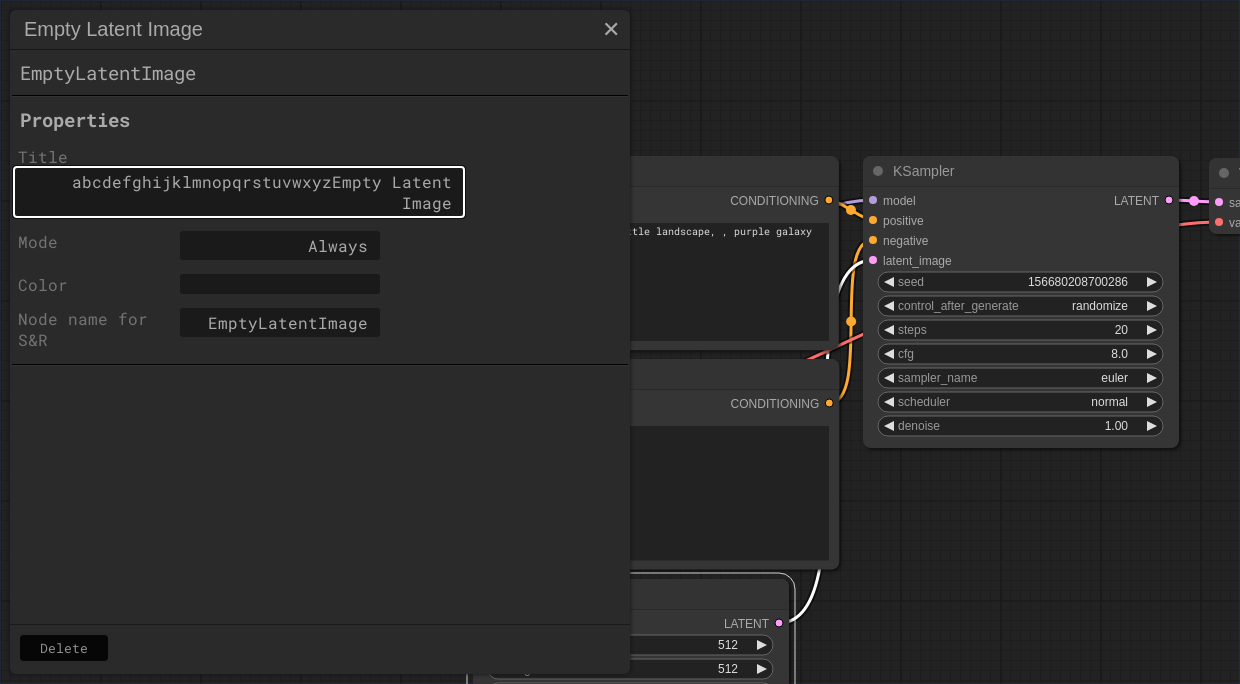 Empty Latent Image
EmptyLatentImage
Properties
Title
abcdefghijklmnopqrstuvwxyzEmpty Latent
Image
Mode
Always
Color
Node name for
S&R
EmptyLatentImage
Delete
CONDITIONING
tle landscape, , purple galaxy
CONDITIONING
LATENT
512
512
KSampler
model
LATENT
positive
negative
latent_image
seed
156680208700286
control_after_generate
randomize
steps
20
cfg
8.0
sampler_name
euler
scheduler
normal
denoise
1.00
sa
va